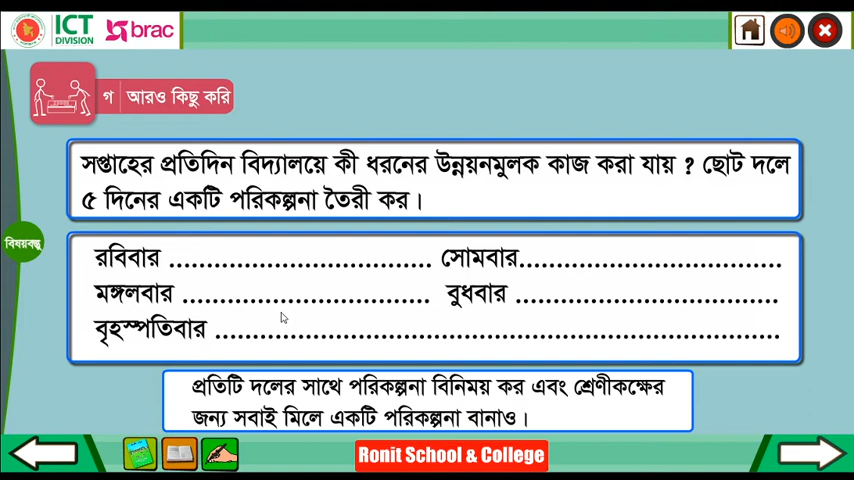 ICT
DIVISION
brac
গ আরও কিছু করি
সপ্তাহের প্রতিদিন বিদ্যালয়ে কী ধরনের উন্নয়নমুলক কাজ করা যায় ? ছোট দলে
৫ দিনের একটি পরিকল্পনা তৈরী কর।
বিষয়বস্তু
রবিবার .................................. সোমবার..................................
মঙ্গলবার ................................ বুধবার ..................................
বৃহস্পতিবার .........................................................................
প্রতিটি দলের সাথে পরিকল্পনা বিনিময় কর এবং শ্রেণীকক্ষের
জন্য সবাই মিলে একটি পরিকল্পনা বানাও।
Ronit School & College